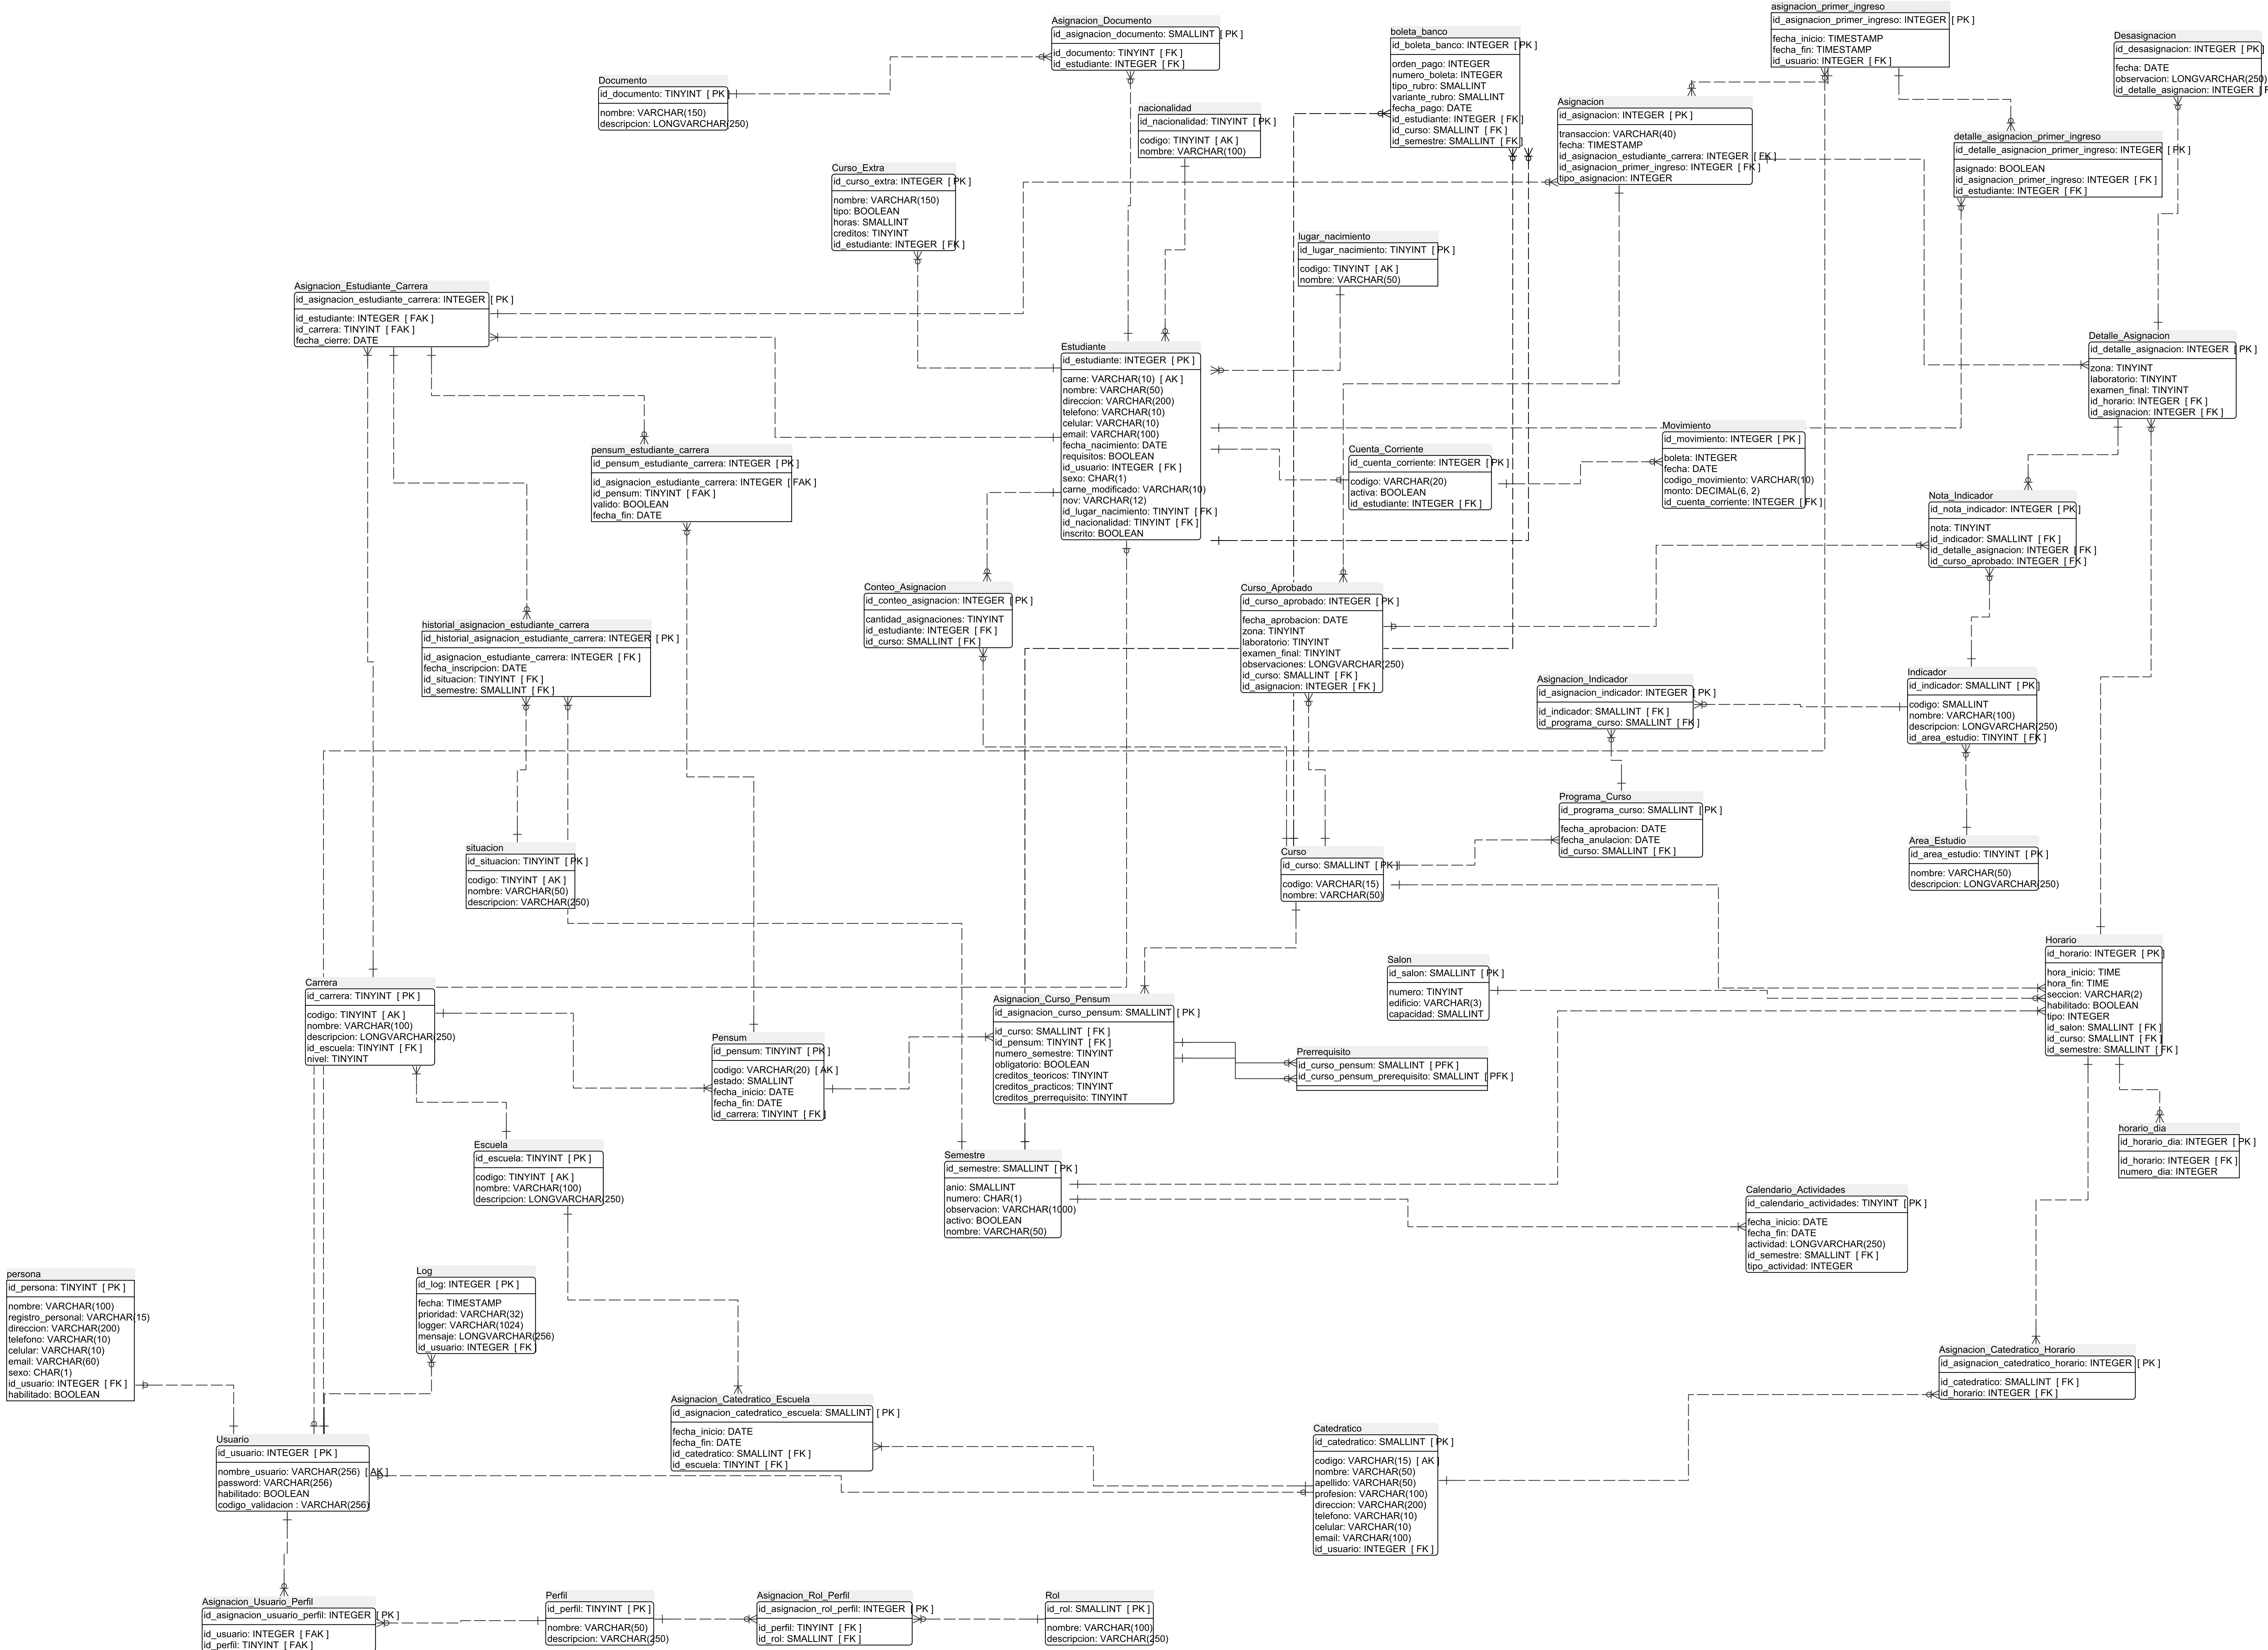 Asignacion_Documento
id_asignacion_documento: SMALLINT [ PK ]
id_documento: TINYINT [ FK ]
id_estudiante: INTEGER [ FK ]
boleta_banco
id_boleta_banco: INTEGER [ PK ]
orden_pago: INTEGER
numero_boleta: INTEGER
tipo_rubro: SMALLINT
variante_rubro: SMALLINT
fecha_pago: DATE
id_estudiante: INTEGER [ FK ]
id_curso: SMALLINT [ FK ]
id_semestre: SMALLINT [ FK ]
asignacion_primer_ingreso
id_asignacion_primer_ingreso: INTEGER [ PK ]
fecha_inicio: TIMESTAMP
fecha_fin: TIMESTAMP
id_usuario: INTEGER [ FK ]
Desasignacion
id_desasignacion: INTEGER [ PK ]
fecha: DATE
observacion: LONGVARCHAR(250)
id_detalle_asignacion: INTEGER [ F
Documento
id_documento: TINYINT [ PK ]
nombre: VARCHAR(150)
descripcion: LONGVARCHAR(250)
nacionalidad
id_nacionalidad: TINYINT [ PK ]
codigo: TINYINT [ AK ]
nombre: VARCHAR(100)
Asignacion
id_asignacion: INTEGER [ PK ]
transaccion: VARCHAR(40)
fecha: TIMESTAMP
id_asignacion_estudiante_carrera: INTEGER [ FK ]
id_asignacion_primer_ingreso: INTEGER [ FK ]
tipo_asignacion: INTEGER
detalle_asignacion_primer_ingreso
id_detalle_asignacion_primer_ingreso: INTEGER [ PK ]
asignado: BOOLEAN
id_asignacion_primer_ingreso: INTEGER [ FK ]
id_estudiante: INTEGER [ FK ]
Curso_Extra
id_curso_extra: INTEGER [ PK ]
nombre: VARCHAR(150)
tipo: BOOLEAN
horas: SMALLINT
creditos: TINYINT
id_estudiante: INTEGER [ FK ]
lugar_nacimiento
id_lugar_nacimiento: TINYINT [ PK ]
codigo: TINYINT [ AK ]
nombre: VARCHAR(50)
Asignacion_Estudiante_Carrera
id_asignacion_estudiante_carrera: INTEGER [ PK ]
id_estudiante: INTEGER [ FAK ]
id_carrera: TINYINT [ FAK ]
fecha_cierre: DATE
Estudiante
id_estudiante: INTEGER [ PK ]
carne: VARCHAR(10) [ AK ]
nombre: VARCHAR(50)
direccion: VARCHAR(200)
telefono: VARCHAR(10)
celular: VARCHAR(10)
email: VARCHAR(100)
fecha_nacimiento: DATE
requisitos: BOOLEAN
id_usuario: INTEGER [ FK ]
sexo: CHAR(1)
carne_modificado: VARCHAR(10)
nov: VARCHAR(12)
id_lugar_nacimiento: TINYINT [ FK ]
id_nacionalidad: TINYINT [ FK ]
inscrito: BOOLEAN
Detalle_Asignacion
id_detalle_asignacion: INTEGER [ PK ]
zona: TINYINT
laboratorio: TINYINT
examen_final: TINYINT
id_horario: INTEGER [ FK ]
id_asignacion: INTEGER [ FK ]
pensum_estudiante_carrera
id_pensum_estudiante_carrera: INTEGER [ PK ]
id_asignacion_estudiante_carrera: INTEGER [ FAK ]
id_pensum: TINYINT [ FAK ]
valido: BOOLEAN
fecha_fin: DATE
Cuenta_Corriente
id_cuenta_corriente: INTEGER [ PK ]
codigo: VARCHAR(20)
activa: BOOLEAN
id_estudiante: INTEGER [ FK ]
Movimiento
id_movimiento: INTEGER [ PK ]
boleta: INTEGER
fecha: DATE
codigo_movimiento: VARCHAR(10)
monto: DECIMAL(6, 2)
id_cuenta_corriente: INTEGER [ FK ]
Nota_Indicador
id_nota_indicador: INTEGER [ PK ]
nota: TINYINT
id_indicador: SMALLINT [ FK ]
id_detalle_asignacion: INTEGER [ FK ]
id_curso_aprobado: INTEGER [ FK ]
Conteo_Asignacion
id_conteo_asignacion: INTEGER [ PK ]
cantidad_asignaciones: TINYINT
id_estudiante: INTEGER [ FK ]
id_curso: SMALLINT [ FK ]
Curso_Aprobado
id_curso_aprobado: INTEGER [ PK ]
fecha_aprobacion: DATE
zona: TINYINT
laboratorio: TINYINT
examen_final: TINYINT
observaciones: LONGVARCHAR(250)
id_curso: SMALLINT [ FK ]
id_asignacion: INTEGER [ FK ]
historial_asignacion_estudiante_carrera
id_historial_asignacion_estudiante_carrera: INTEGER [ PK ]
id_asignacion_estudiante_carrera: INTEGER [ FK ]
fecha_inscripcion: DATE
id_situacion: TINYINT [ FK ]
id_semestre: SMALLINT [ FK ]
Asignacion_Indicador
id_asignacion_indicador: INTEGER [ PK ]
id_indicador: SMALLINT [ FK ]
id_programa_curso: SMALLINT [ FK ]
Indicador
id_indicador: SMALLINT [ PK ]
codigo: SMALLINT
nombre: VARCHAR(100)
descripcion: LONGVARCHAR(250)
id_area_estudio: TINYINT [ FK ]
Programa_Curso
id_programa_curso: SMALLINT [ PK ]
fecha_aprobacion: DATE
fecha_anulacion: DATE
id_curso: SMALLINT [ FK ]
Area_Estudio
id_area_estudio: TINYINT [ PK ]
nombre: VARCHAR(50)
descripcion: LONGVARCHAR(250)
situacion
id_situacion: TINYINT [ PK ]
codigo: TINYINT [ AK ]
nombre: VARCHAR(50)
descripcion: VARCHAR(250)
Curso
id_curso: SMALLINT [ PK ]
codigo: VARCHAR(15)
nombre: VARCHAR(50)
Horario
id_horario: INTEGER [ PK ]
hora_inicio: TIME
hora_fin: TIME
seccion: VARCHAR(2)
habilitado: BOOLEAN
tipo: INTEGER
id_salon: SMALLINT [ FK ]
id_curso: SMALLINT [ FK ]
id_semestre: SMALLINT [ FK ]
Salon
id_salon: SMALLINT [ PK ]
numero: TINYINT
edificio: VARCHAR(3)
capacidad: SMALLINT
Carrera
id_carrera: TINYINT [ PK ]
codigo: TINYINT [ AK ]
nombre: VARCHAR(100)
descripcion: LONGVARCHAR(250)
id_escuela: TINYINT [ FK ]
nivel: TINYINT
Asignacion_Curso_Pensum
id_asignacion_curso_pensum: SMALLINT [ PK ]
id_curso: SMALLINT [ FK ]
id_pensum: TINYINT [ FK ]
numero_semestre: TINYINT
obligatorio: BOOLEAN
creditos_teoricos: TINYINT
creditos_practicos: TINYINT
creditos_prerrequisito: TINYINT
Pensum
id_pensum: TINYINT [ PK ]
codigo: VARCHAR(20) [ AK ]
estado: SMALLINT
fecha_inicio: DATE
fecha_fin: DATE
id_carrera: TINYINT [ FK ]
Prerrequisito
id_curso_pensum: SMALLINT [ PFK ]
id_curso_pensum_prerequisito: SMALLINT [ PFK ]
horario_dia
id_horario_dia: INTEGER [ PK ]
id_horario: INTEGER [ FK ]
numero_dia: INTEGER
Escuela
id_escuela: TINYINT [ PK ]
codigo: TINYINT [ AK ]
nombre: VARCHAR(100)
descripcion: LONGVARCHAR(250)
Semestre
id_semestre: SMALLINT [ PK ]
anio: SMALLINT
numero: CHAR(1)
observacion: VARCHAR(1000)
activo: BOOLEAN
nombre: VARCHAR(50)
Calendario_Actividades
id_calendario_actividades: TINYINT [ PK ]
fecha_inicio: DATE
fecha_fin: DATE
actividad: LONGVARCHAR(250)
id_semestre: SMALLINT [ FK ]
tipo_actividad: INTEGER
persona
id_persona: TINYINT [ PK ]
nombre: VARCHAR(100)
registro_personal: VARCHAR(15)
direccion: VARCHAR(200)
telefono: VARCHAR(10)
celular: VARCHAR(10)
email: VARCHAR(60)
sexo: CHAR(1)
id_usuario: INTEGER [ FK ]
habilitado: BOOLEAN
Log
id_log: INTEGER [ PK ]
fecha: TIMESTAMP
prioridad: VARCHAR(32)
logger: VARCHAR(1024)
mensaje: LONGVARCHAR(256)
id_usuario: INTEGER [ FK ]
Asignacion_Catedratico_Horario
id_asignacion_catedratico_horario: INTEGER [ PK ]
id_catedratico: SMALLINT [ FK ]
id_horario: INTEGER [ FK ]
Asignacion_Catedratico_Escuela
id_asignacion_catedratico_escuela: SMALLINT [ PK ]
fecha_inicio: DATE
fecha_fin: DATE
id_catedratico: SMALLINT [ FK ]
id_escuela: TINYINT [ FK ]
Catedratico
id_catedratico: SMALLINT [ PK ]
codigo: VARCHAR(15) [ AK ]
nombre: VARCHAR(50)
apellido: VARCHAR(50)
profesion: VARCHAR(100)
direccion: VARCHAR(200)
telefono: VARCHAR(10)
celular: VARCHAR(10)
email: VARCHAR(100)
id_usuario: INTEGER [ FK ]
Usuario
id_usuario: INTEGER [ PK ]
nombre_usuario: VARCHAR(256) [ AK ]
password: VARCHAR(256)
habilitado: BOOLEAN
codigo_validacion : VARCHAR(256)
Asignacion_Usuario_Perfil
id_asignacion_usuario_perfil: INTEGER [ PK ]
id_usuario: INTEGER [ FAK ]
id_perfil: TINYINT [ FAK ]
Perfil
id_perfil: TINYINT [ PK ]
nombre: VARCHAR(50)
descripcion: VARCHAR(250)
Asignacion_Rol_Perfil
id_asignacion_rol_perfil: INTEGER [ PK ]
id_perfil: TINYINT [ FK ]
id_rol: SMALLINT [ FK ]
Rol
id_rol: SMALLINT [ PK ]
nombre: VARCHAR(100)
descripcion: VARCHAR(250)